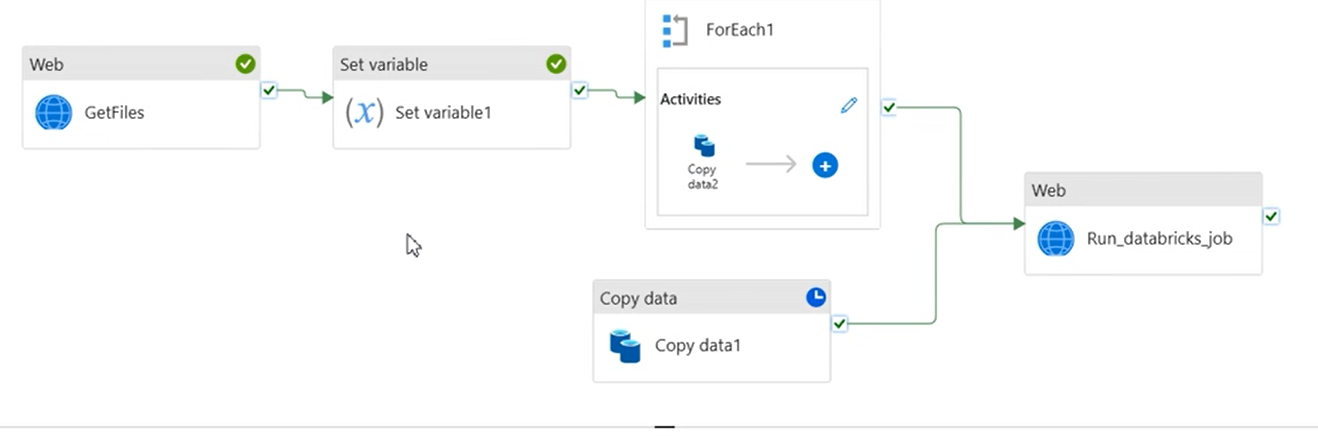 Web
GetFiles
Set variable
(x) Set variable1
ForEach1
Activities
Copy
data2
Copy data
Copy data1
Web
Run_databricks_job